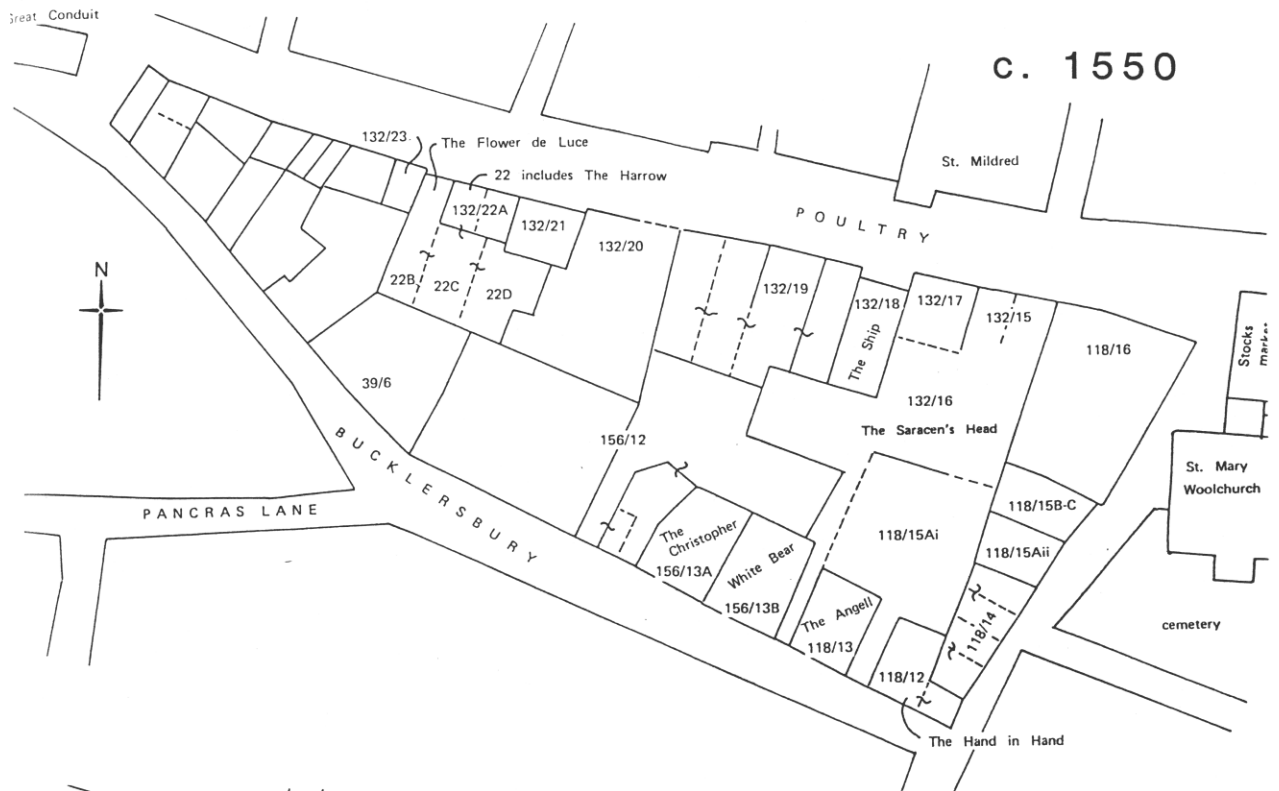 Great Conduit
c. 1550
132/23
The Flower de Luce
22 includes The Harrow
St. Mildred
POULTRY
132/22A
132/21
132/20
N
22B
22C
22D
132/19
132/18
The Ship
132/17
132/15
118/16
Stocks
market
39/6
132/16
The Saracen's Head
156/12
BUCKLERSBURY
PANCRAS LANE
St. Mary
Woolchurch
The
Christopher
156/13A
White Bear
156/13B
118/15Ai
118/15B-C
118/15Aii
The Angell
118/13
118/14
cemetery
118/12
The Hand in Hand